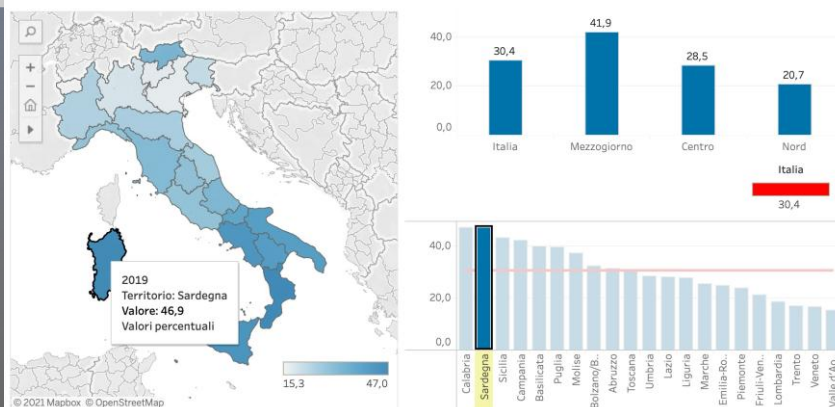 2019
Territorio: Sardegna
Valore: 46,9
Valori percentuali
15,3
47,0
© 2021 Mapbox © OpenStreetMap
40,0
20,0
0,0
30,4
41,9
28,5
20,7
Italia
Mezzogiorno
Centro
Nord
Italia
30,4
40,0
20,0
0,0
Calabria
Sardegna
Sicilia
Campania
Basilicata
Puglia
Molise
Bolzano/B..
Abruzzo
Toscana
Umbria
Lazio
Liguria
Marche
Emilia-Ro..
Piemonte
Friuli-Ven..
Lombardia
Trento
Veneto
Valle d'Ao